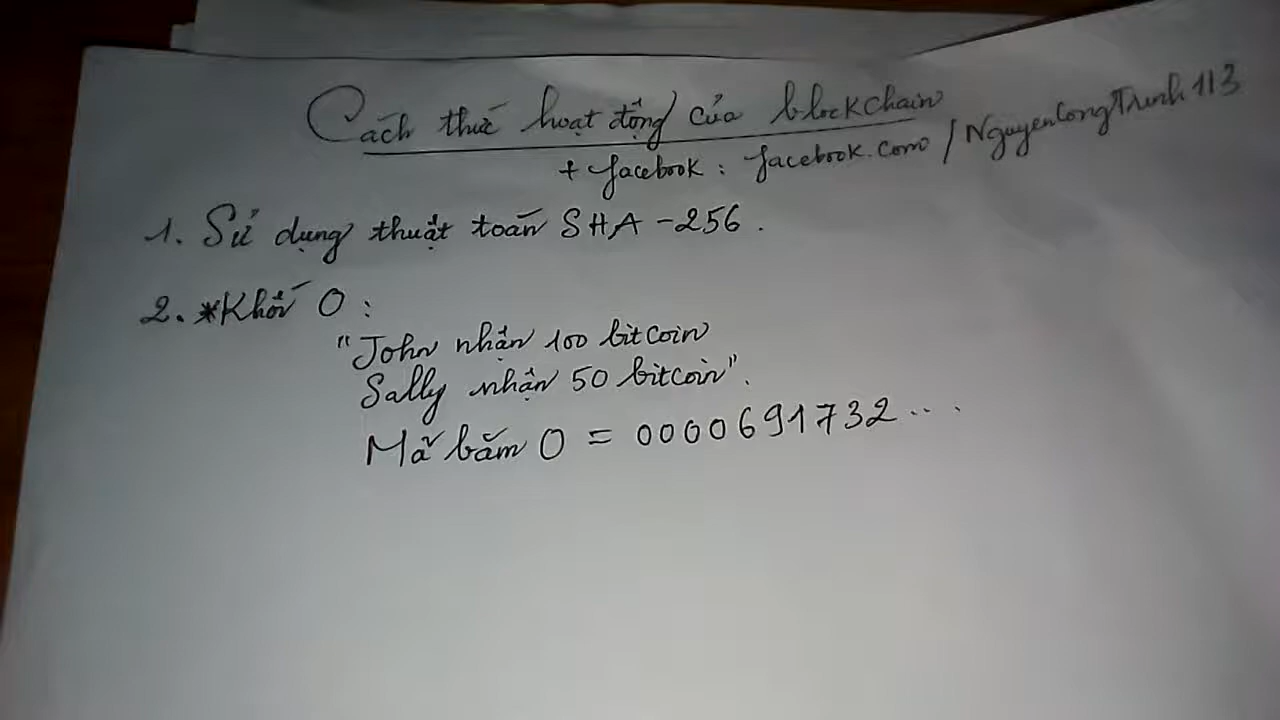 Cách thức hoạt động của blockchain
+ facebook : facebook.com/NguyenCongTrinh113
1. Sử dụng thuật toán SHA-256.
2. *Khối 0 :
"John nhận 100 bitcoin
Sally nhận 50 bitcoin".
Mã băm 0 = 0000691732....